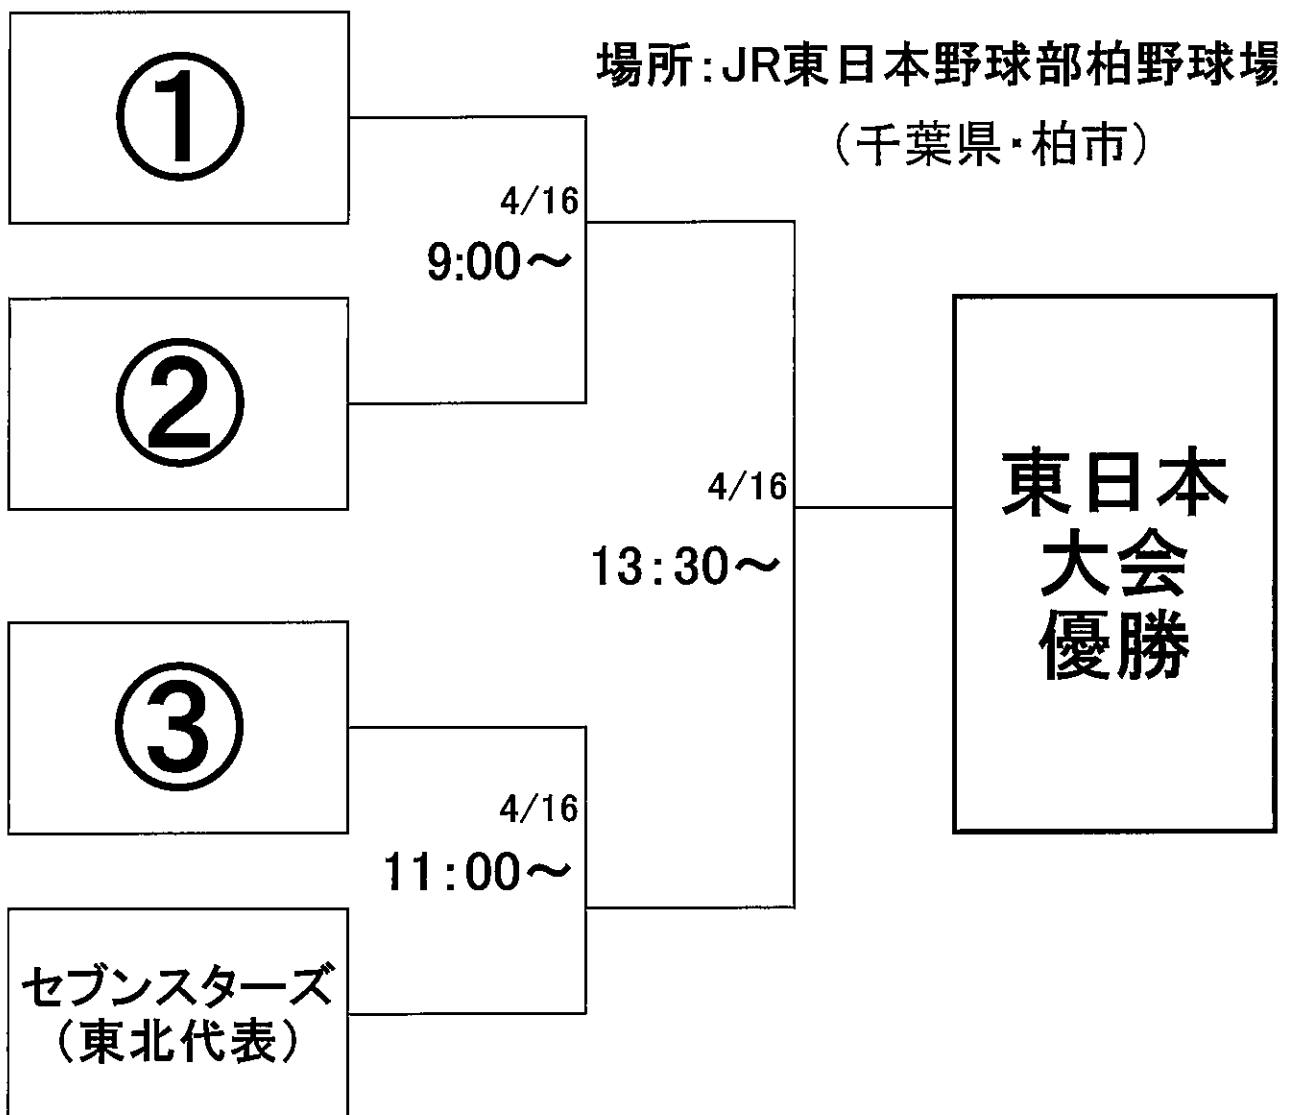 場所:JR東日本野球部柏野球場
(千葉県・柏市)
①
4/16
9:00～
②
4/16
13:30～
東日本
大会
優勝
③
4/16
11:00～
セブンスターズ
(東北代表)